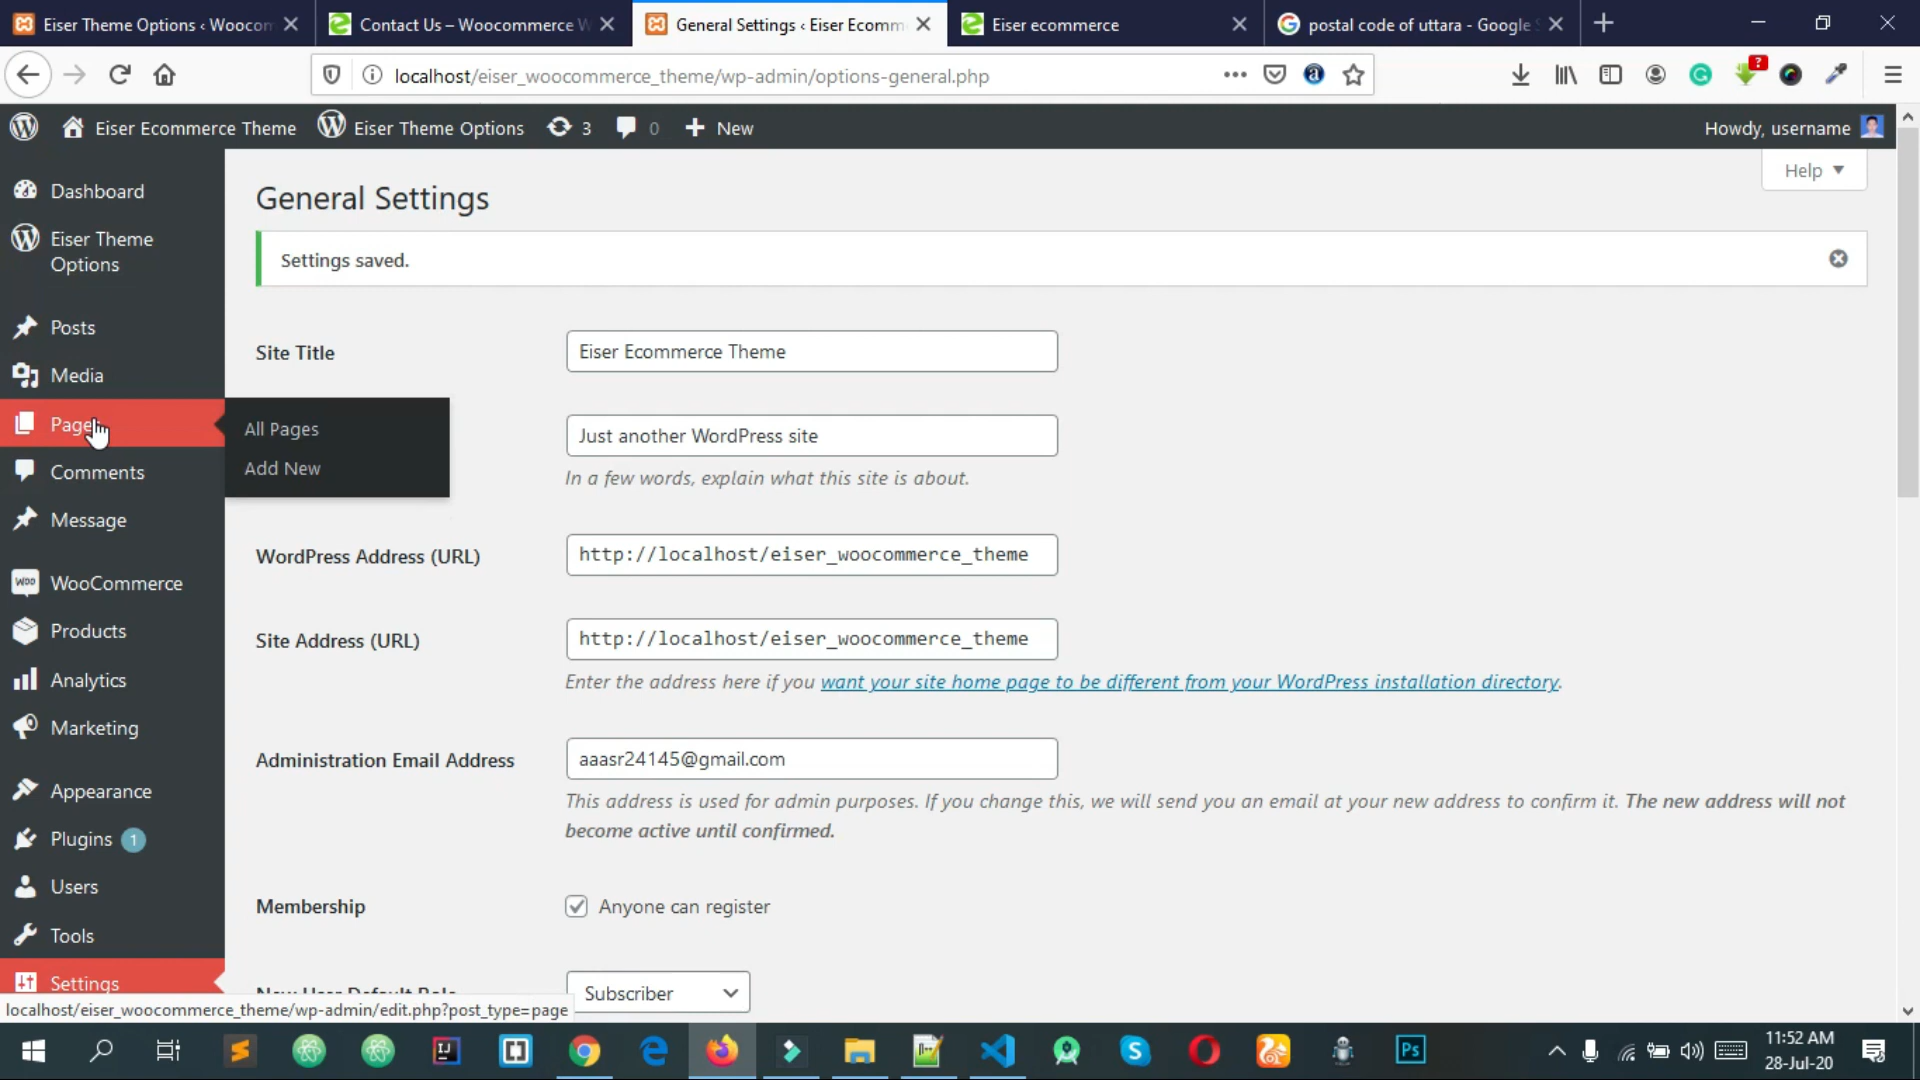 Eiser Theme Options ‹ Woocom
Contact Us – Woocommerce W
General Settings ‹ Eiser Ecomme
Eiser ecommerce
postal code of uttara - Google S
localhost/eiser_woocommerce_theme/wp-admin/options-general.php
?
Eiser Ecommerce Theme
Eiser Theme Options
3
0
New
Howdy, username
Help
Dashboard
Eiser Theme
Options
Posts
Media
Pages
Comments
Message
WooCommerce
Products
Analytics
Marketing
Appearance
Plugins 1
Users
Tools
Settings
All Pages
Add New
General Settings
Settings saved.
Site Title
Eiser Ecommerce Theme
Just another WordPress site
In a few words, explain what this site is about.
WordPress Address (URL)
http://localhost/eiser_woocommerce_theme
Site Address (URL)
http://localhost/eiser_woocommerce_theme
Enter the address here if you want your site home page to be different from your WordPress installation directory.
Administration Email Address
aaasr24145@gmail.com
This address is used for admin purposes. If you change this, we will send you an email at your new address to confirm it. The new address will not
become active until confirmed.
Membership
Anyone can register
New User Default Role
Subscriber
localhost/eiser_woocommerce_theme/wp-admin/edit.php?post_type=page
11:52 AM
28-Jul-20